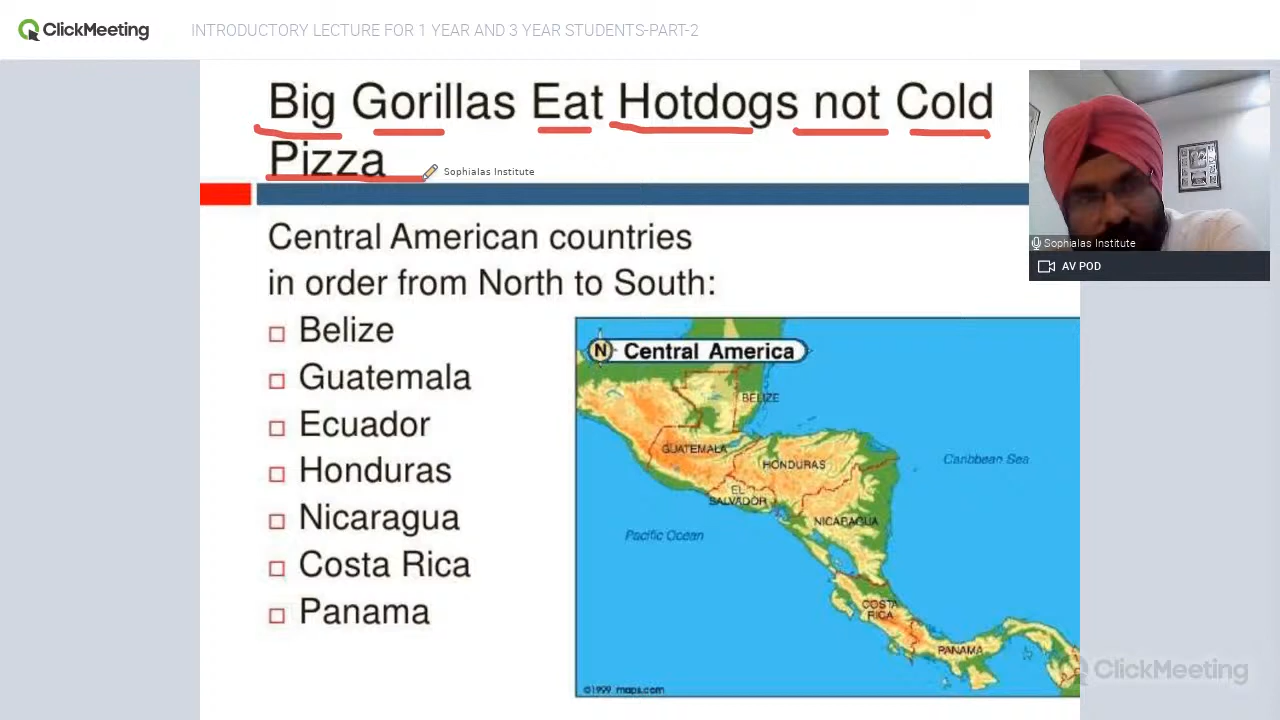 ClickMeeting
INTRODUCTORY LECTURE FOR 1 YEAR AND 3 YEAR STUDENTS-PART-2
Big Gorillas Eat Hotdogs not Cold
Pizza
Sophialas Institute
Sophialas Institute
AV POD
Central American countries
in order from North to South:
Belize
Guatemala
Ecuador
Honduras
Nicaragua
Costa Rica
Panama
N Central America
BELIZE
GUATEMALA
HONDURAS
Caribbean Sea
EL
SALVADOR
NICARAGUA
Pacific Ocean
COSTA
RICA
PANAMA
©1999 maps.com
ClickMeeting